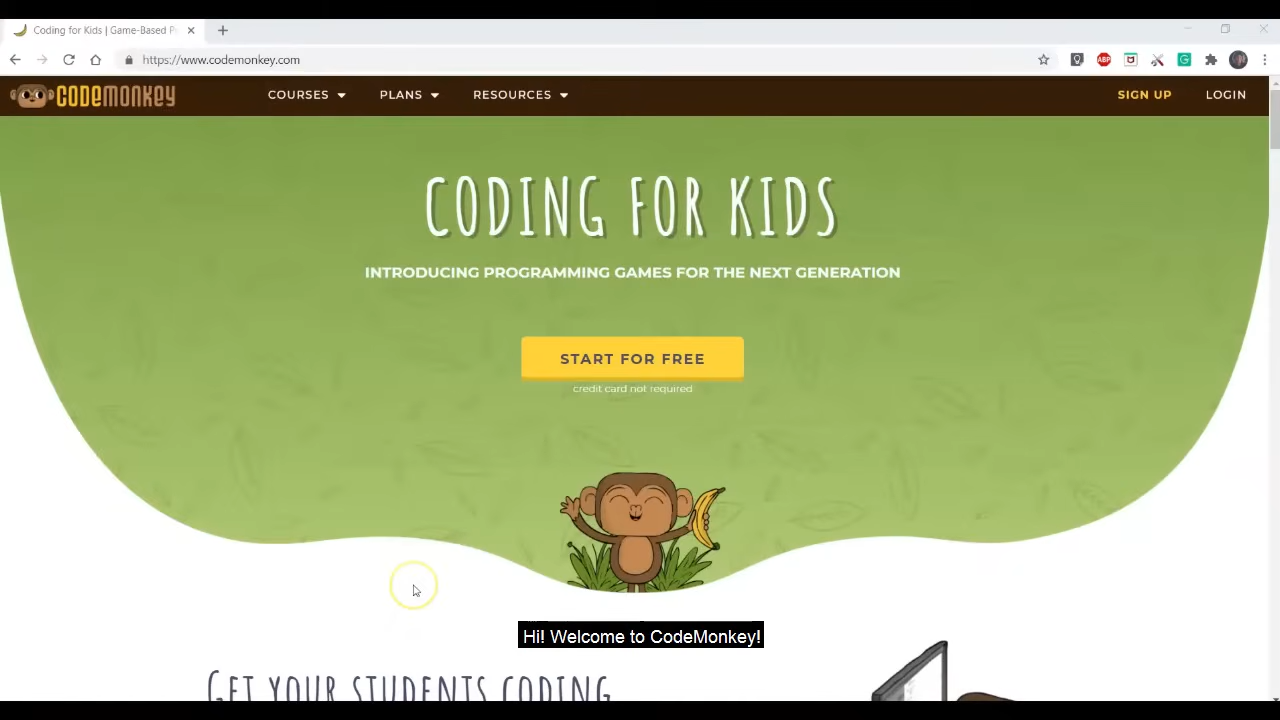 Coding for Kids | Game-Based P
https://www.codemonkey.com
ABP
CODEMONKEY
COURSES
PLANS
RESOURCES
SIGN UP
LOGIN
CODING FOR KIDS
INTRODUCING PROGRAMMING GAMES FOR THE NEXT GENERATION
START FOR FREE
credit card not required
Hi! Welcome to CodeMonkey!
GET YOUR STUDENTS CODING